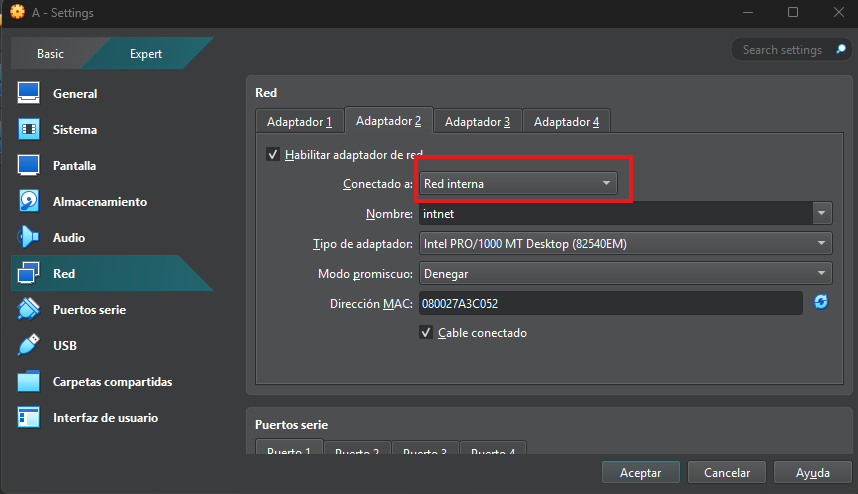 A - Settings
Basic
Expert
Search settings
General
Sistema
Pantalla
Almacenamiento
Audio
Red
Puertos serie
USB
Carpetas compartidas
Interfaz de usuario
Red
Adaptador 1
Adaptador 2
Adaptador 3
Adaptador 4
Habilitar adaptador de red
Conectado a: Red interna
Nombre: intnet
Tipo de adaptador: Intel PRO/1000 MT Desktop (82540EM)
Modo promiscuo: Denegar
Dirección MAC: 080027A3C052
Cable conectado
Puertos serie
Puerto 1
Puerto 2
Puerto 3
Puerto 4
Aceptar
Cancelar
Ayuda